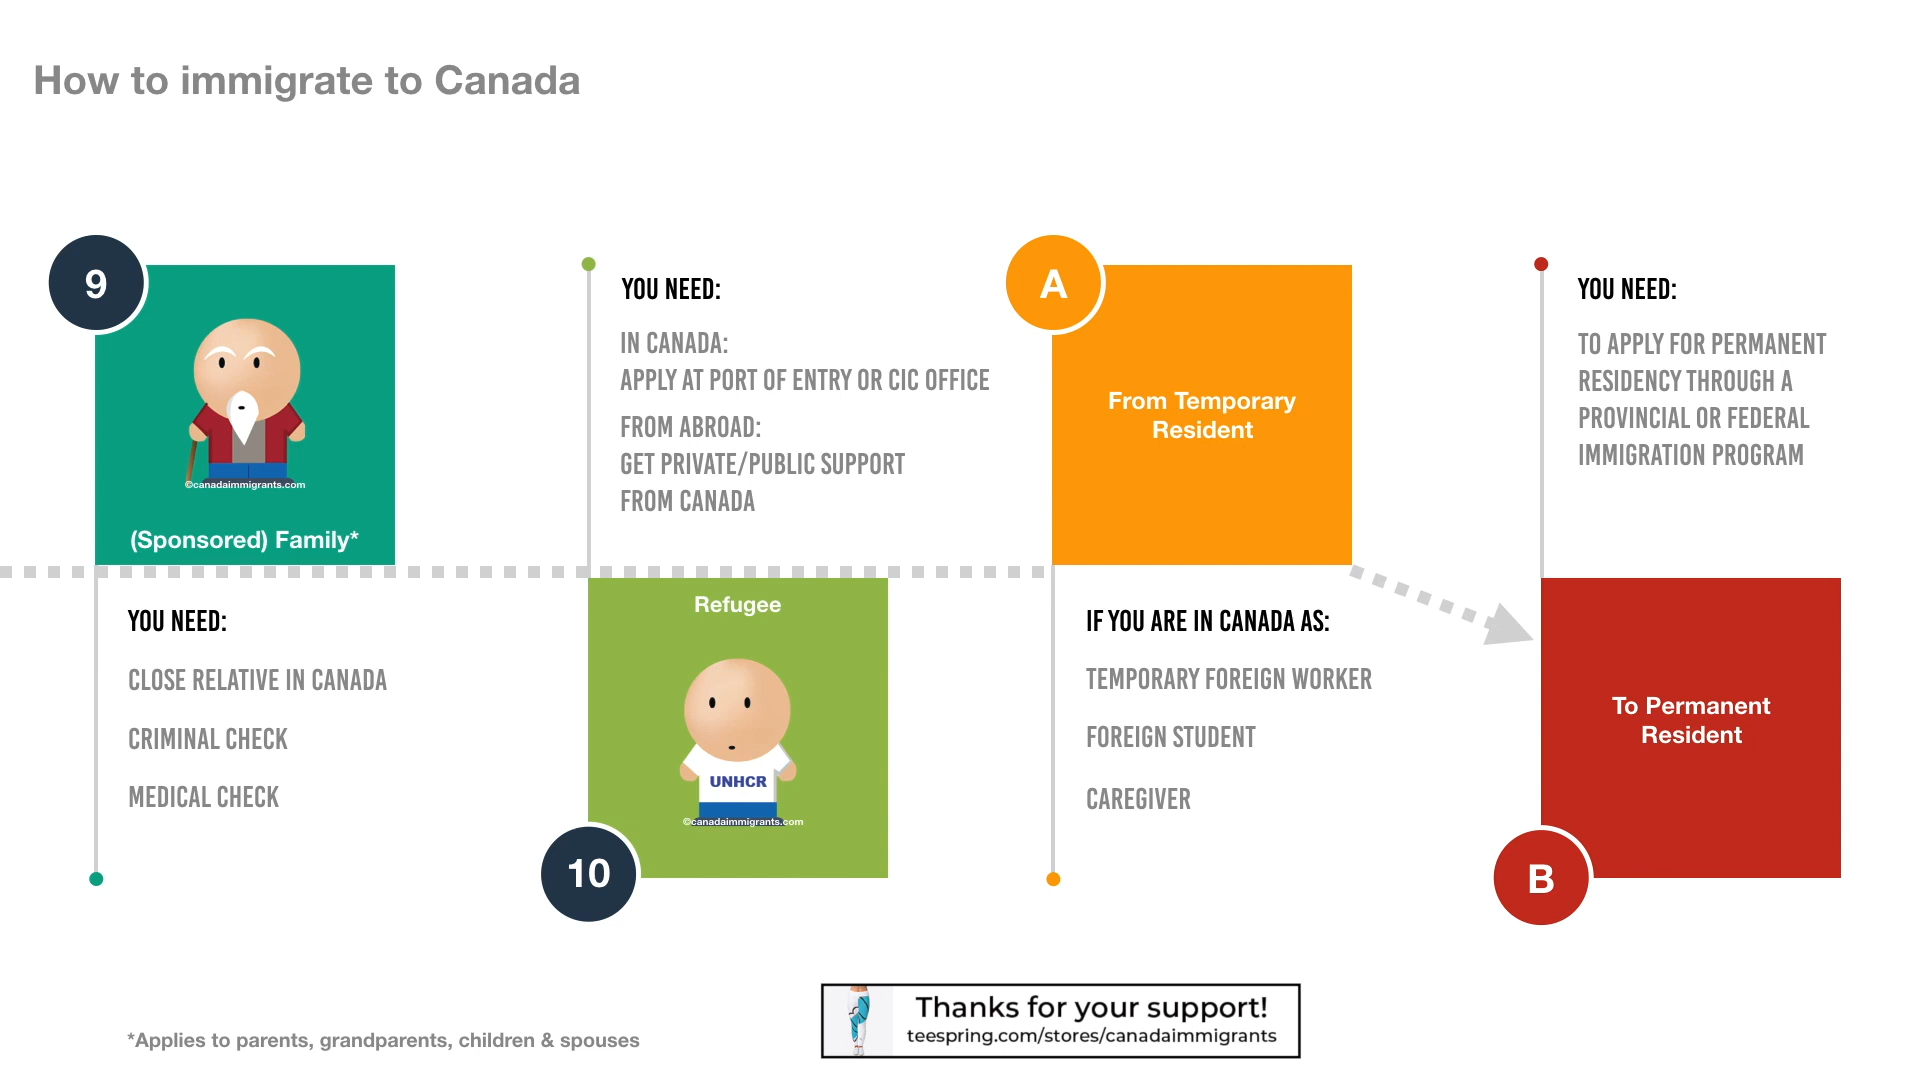 How to immigrate to Canada
9
©canadaimmigrants.com
(Sponsored) Family*
YOU NEED:
CLOSE RELATIVE IN CANADA
CRIMINAL CHECK
MEDICAL CHECK
YOU NEED:
IN CANADA:
APPLY AT PORT OF ENTRY OR CIC OFFICE
FROM ABROAD:
GET PRIVATE/PUBLIC SUPPORT
FROM CANADA
Refugee
UNHCR
©canadaimmigrants.com
10
A
From Temporary
Resident
IF YOU ARE IN CANADA AS:
TEMPORARY FOREIGN WORKER
FOREIGN STUDENT
CAREGIVER
YOU NEED:
TO APPLY FOR PERMANENT
RESIDENCY THROUGH A
PROVINCIAL OR FEDERAL
IMMIGRATION PROGRAM
To Permanent
Resident
B
*Applies to parents, grandparents, children & spouses
Thanks for your support!
teespring.com/stores/canadaimmigrants